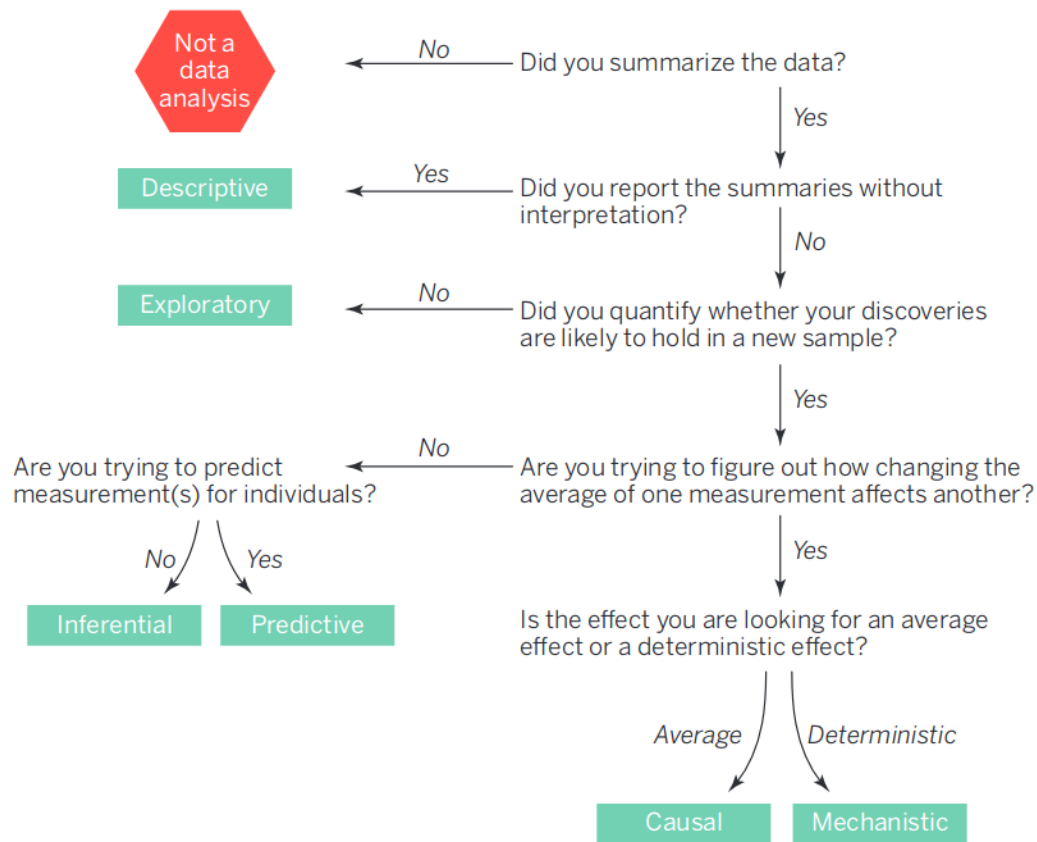 Not a
data
analysis
No
Did you summarize the data?
Yes
Descriptive
Yes
Did you report the summaries without
interpretation?
No
Exploratory
No
Did you quantify whether your discoveries
are likely to hold in a new sample?
Yes
Are you trying to predict
measurement(s) for individuals?
No
Are you trying to figure out how changing the
average of one measurement affects another?
No
Yes
Yes
Inferential
Predictive
Is the effect you are looking for an average
effect or a deterministic effect?
Average
Deterministic
Causal
Mechanistic